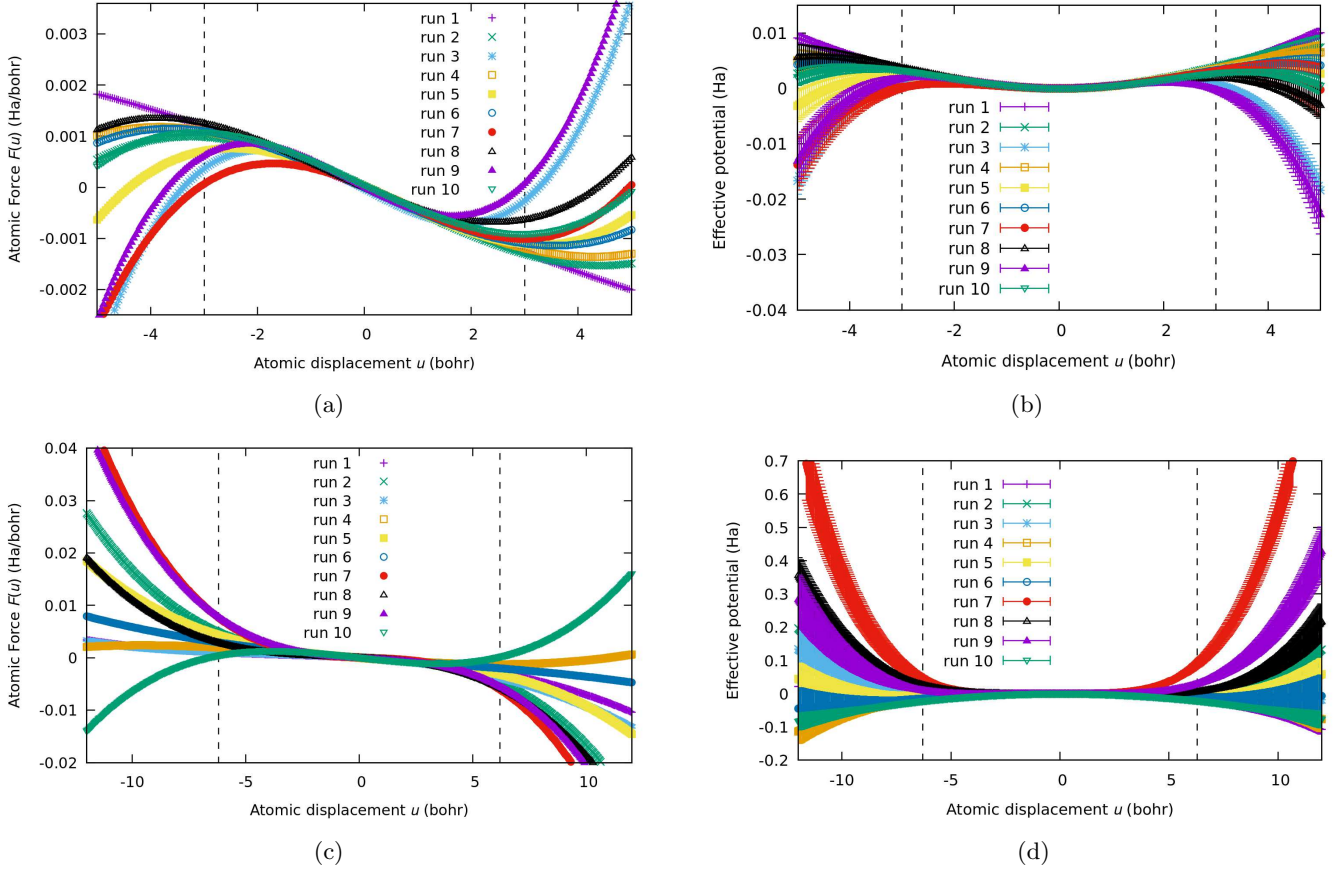 Atomic Force F(u) (Ha/bohr)
0.003
0.002
0.001
0
-0.001
-0.002
run 1
run 2
run 3
run 4
run 5
run 6
run 7
run 8
run 9
run 10
-4
-2
0
2
4
Atomic displacement u (bohr)
(a)
Effective potential (Ha)
0.01
0
-0.01
-0.02
-0.03
-0.04
run 1
run 2
run 3
run 4
run 5
run 6
run 7
run 8
run 9
run 10
-4
-2
0
2
4
Atomic displacement u (bohr)
(b)
Atomic Force F(u) (Ha/bohr)
0.04
0.03
0.02
0.01
0
-0.01
-0.02
run 1
run 2
run 3
run 4
run 5
run 6
run 7
run 8
run 9
run 10
-10
-5
0
5
10
Atomic displacement u (bohr)
(c)
Effective potential (Ha)
0.7
0.6
0.5
0.4
0.3
0.2
0.1
0
-0.1
-0.2
run 1
run 2
run 3
run 4
run 5
run 6
run 7
run 8
run 9
run 10
-10
-5
0
5
10
Atomic displacement u (bohr)
(d)